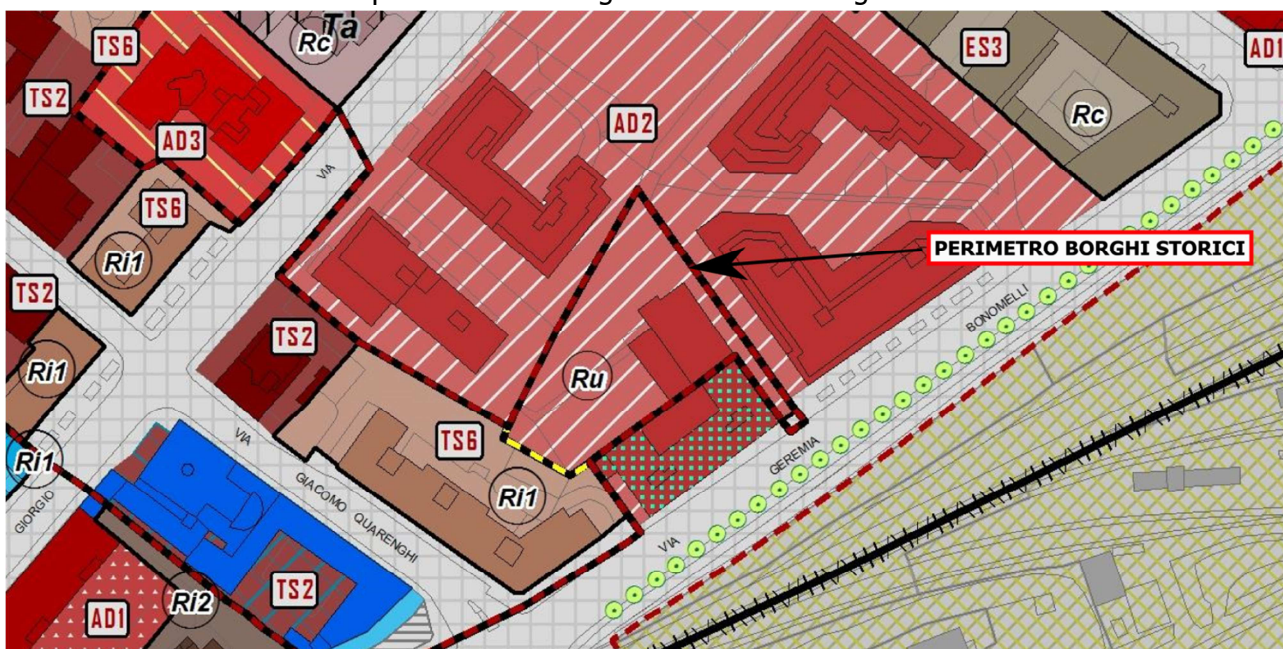 Ta
Rc
TS6
ES3
AD1
TS2
Rc
AD2
AD3
VIA
TS6
PERIMETRO BORGHI STORICI
Ri1
TS2
TS2
BONOMELLI
Ri1
Ru
VIA
TS6
GEREMIA
Ri1
GIACOMO
Ri1
QUARENGHI
GIORGIO
VIA
TS2
Ri2
AD1